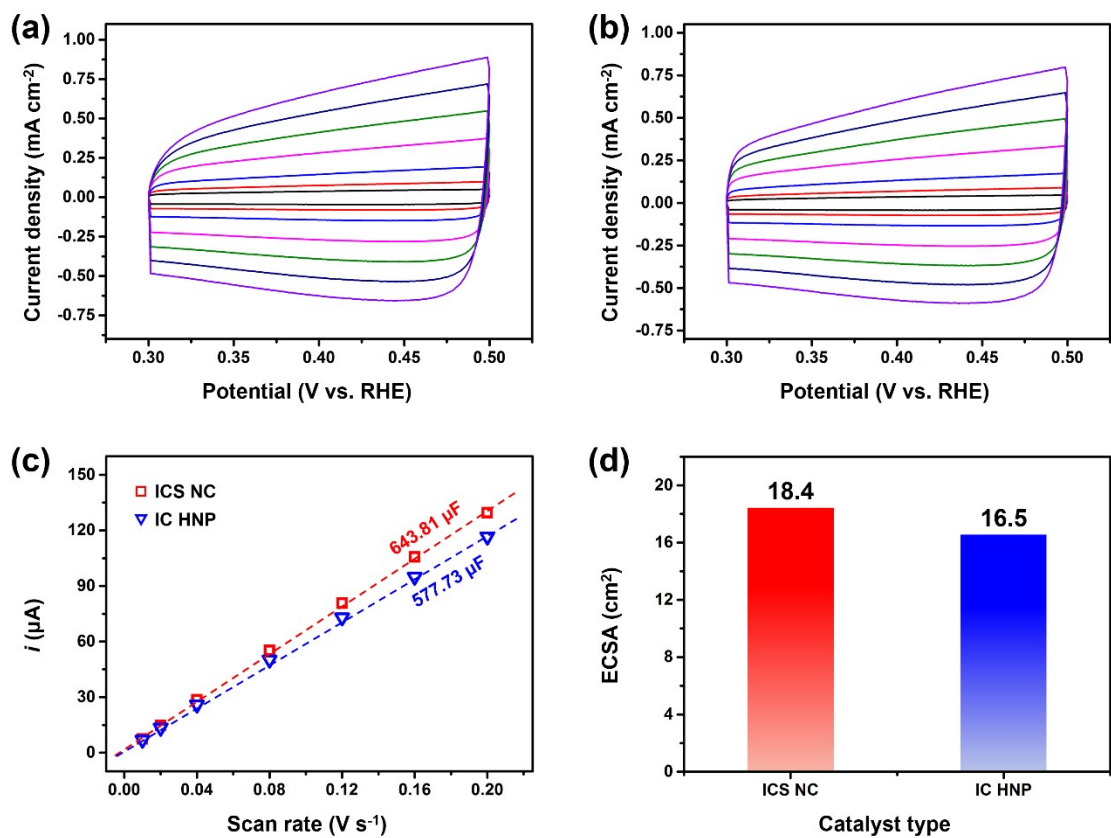 (a)
1.00
0.75
0.50
0.25
0.00
-0.25
-0.50
-0.75
Current density (mA cm⁻²)
0.30 0.35 0.40 0.45 0.50
Potential (V vs. RHE)
(b)
1.00
0.75
0.50
0.25
0.00
-0.25
-0.50
-0.75
Current density (mA cm⁻²)
0.30 0.35 0.40 0.45 0.50
Potential (V vs. RHE)
(c)
150
120
90
60
30
0
i (µA)
ICS NC
IC HNP
643.81 µF
577.73 µF
0.00 0.04 0.08 0.12 0.16 0.20
Scan rate (V s⁻¹)
(d)
20
16
12
8
4
0
ECSA (cm²)
18.4
16.5
ICS NC IC HNP
Catalyst type